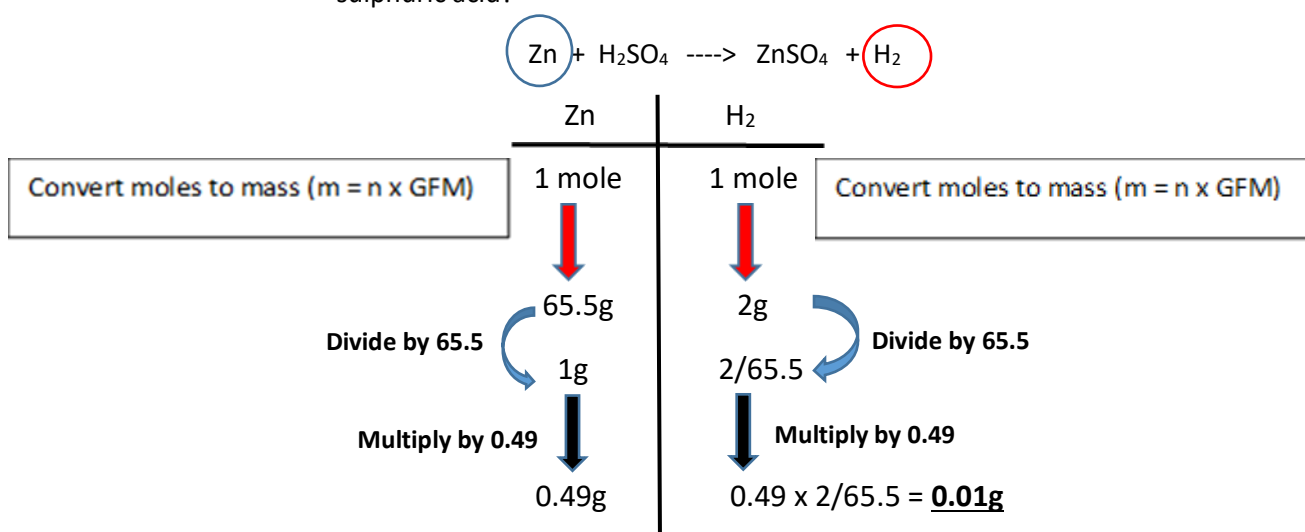 sulphuric acid?
Zn + H₂SO₄ ----> ZnSO₄ + H₂
Zn H₂
Convert moles to mass (m = n x GFM) 1 mole 1 mole Convert moles to mass (m = n x GFM)
65.5g 2g
Divide by 65.5 Divide by 65.5
1g 2/65.5
Multiply by 0.49 Multiply by 0.49
0.49g 0.49 x 2/65.5 = 0.01g